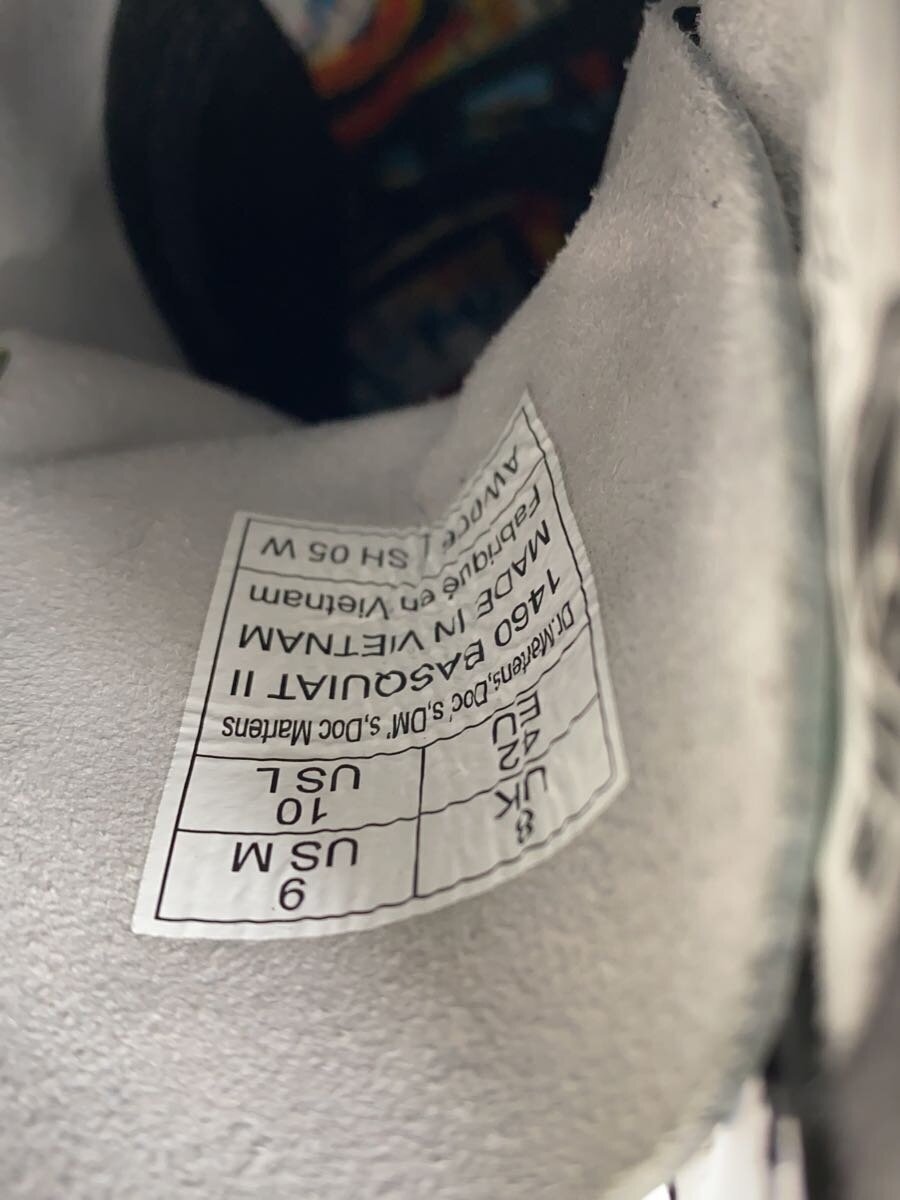 8 9
UK US M
42 10
EU US L
Dr.Martens,Doc's,DM's,Doc Martens
1460 BASQUIAT II
MADE IN VIETNAM
Fabriqué en Vietnam
SH 05 W